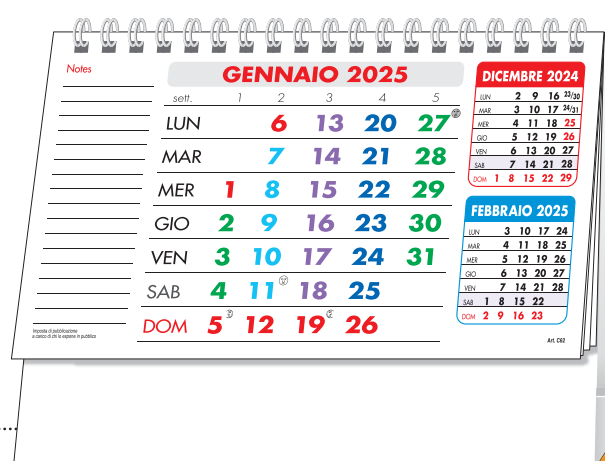 Notes
GENNAIO 2025
sett. 1 2 3 4 5
LUN 6 13 20 27
MAR 7 14 21 28
MER 1 8 15 22 29
GIO 2 9 16 23 30
VEN 3 10 17 24 31
SAB 4 11 18 25
DOM 5 12 19 26
Imposta di pubblicazione
a carico di chi lo espone in pubblico
DICEMBRE 2024
LUN 2 9 16 23/30
MAR 3 10 17 24/31
MER 4 11 18 25
GIO 5 12 19 26
VEN 6 13 20 27
SAB 7 14 21 28
DOM 1 8 15 22 29
FEBBRAIO 2025
LUN 3 10 17 24
MAR 4 11 18 25
MER 5 12 19 26
GIO 6 13 20 27
VEN 7 14 21 28
SAB 1 8 15 22
DOM 2 9 16 23
Art. C62